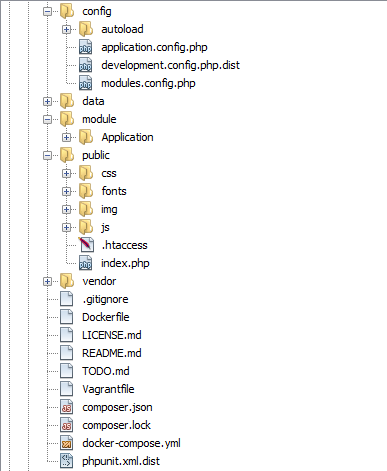 config
autoload
application.config.php
development.config.php.dist
modules.config.php
data
module
Application
public
css
fonts
img
js
.htaccess
index.php
vendor
.gitignore
Dockerfile
LICENSE.md
README.md
TODO.md
Vagrantfile
composer.json
composer.lock
docker-compose.yml
phpunit.xml.dist